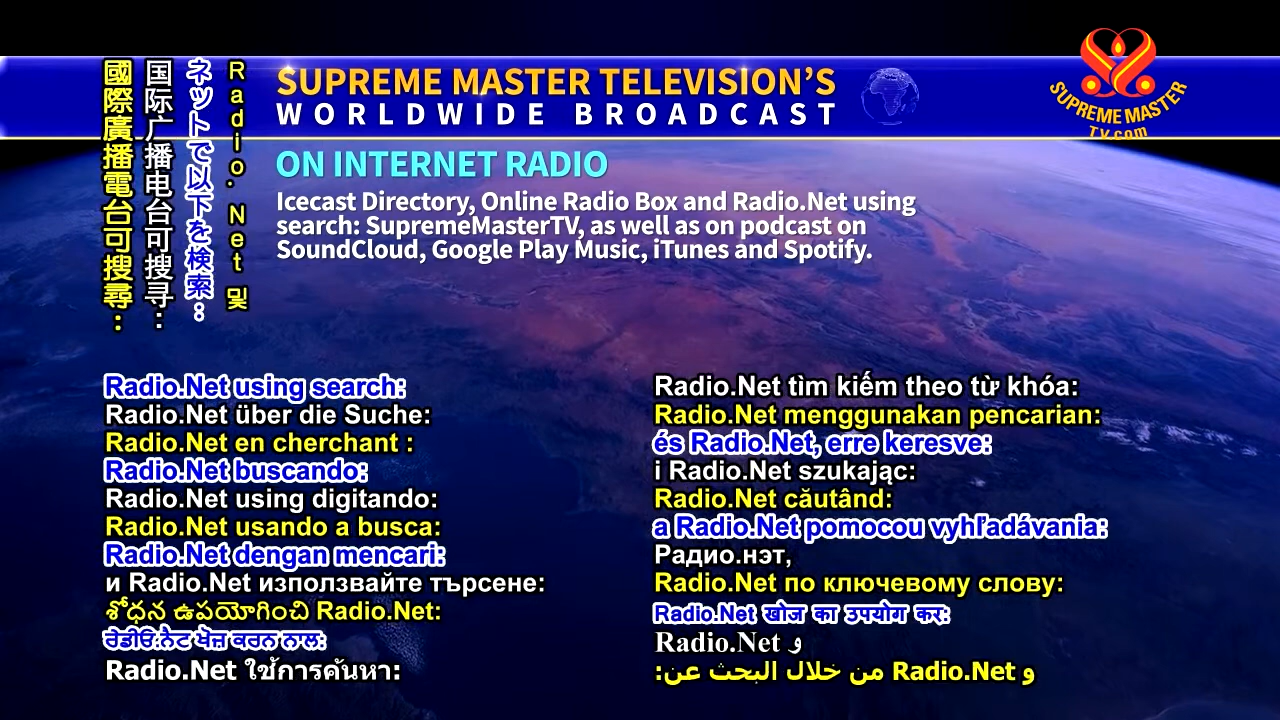 國際廣播電台可搜尋：
国际广播电台可搜寻：
ネットで以下を検索：
Radio.Net 및
SUPREME MASTER TELEVISION’S
WORLDWIDE BROADCAST
SUPREME MASTER
TV.com
ON INTERNET RADIO
Icecast Directory, Online Radio Box and Radio.Net using
search: SupremeMasterTV, as well as on podcast on
SoundCloud, Google Play Music, iTunes and Spotify.
Radio.Net using search:
Radio.Net über die Suche:
Radio.Net en cherchant :
Radio.Net buscando:
Radio.Net using digitando:
Radio.Net usando a busca:
Radio.Net dengan mencari:
и Radio.Net използвайте търсене:
శోధన ఉపయోగించి Radio.Net:
ਰੇਡੀਓ.ਨੈਟ ਖੋਜ਼ ਕਰਨ ਨਾਲ:
Radio.Net ใช้การค้นหา:
Radio.Net tìm kiếm theo từ khóa:
Radio.Net menggunakan pencarian:
és Radio.Net, erre keresve:
i Radio.Net szukając:
Radio.Net căutând:
a Radio.Net pomocou vyhľadávania:
Радио.нэт,
Radio.Net по ключевому слову:
Radio.Net खोज का उपयोग कर:
Radio.Net و
و Radio.Net من خلال البحث عن: